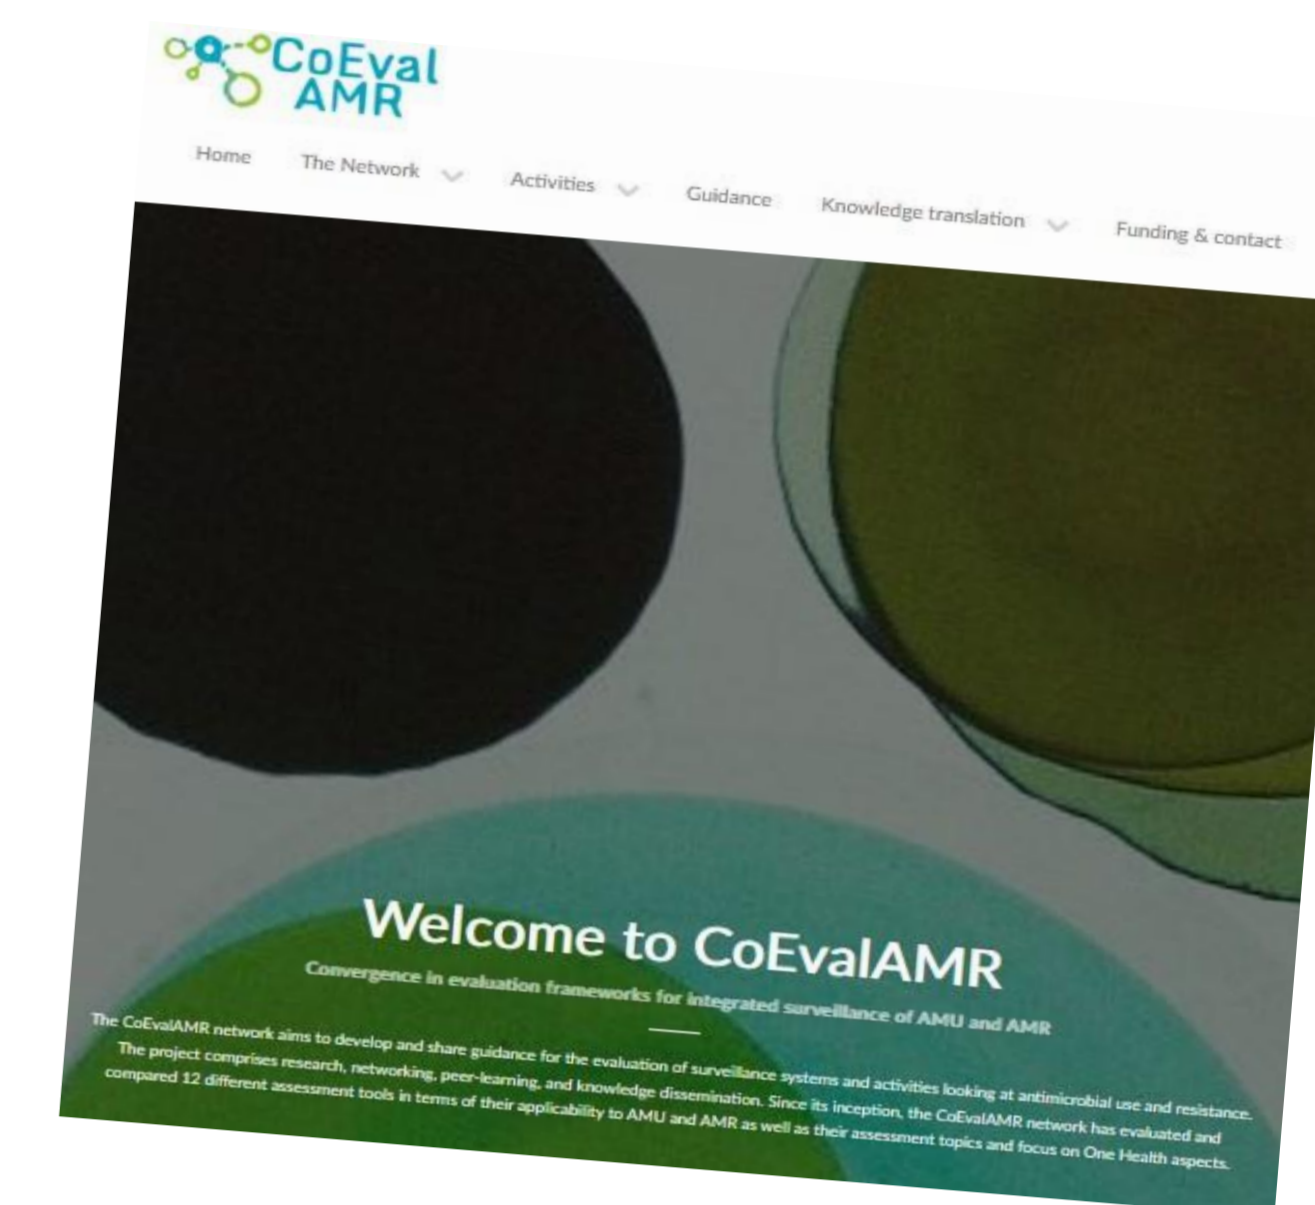 CoEval
AMR
Home The Network Activities Guidance Knowledge translation Funding & contact
Welcome to CoEvalAMR
Convergence in evaluation frameworks for integrated surveillance of AMU and AMR
The CoEvalAMR network aims to develop and share guidance for the evaluation of surveillance systems and activities looking at antimicrobial use and resistance.
The project comprises research, networking, peer-learning, and knowledge dissemination. Since its inception, the CoEvalAMR network has evaluated and
compared 12 different assessment tools in terms of their applicability to AMU and AMR as well as their assessment topics and focus on One Health aspects.